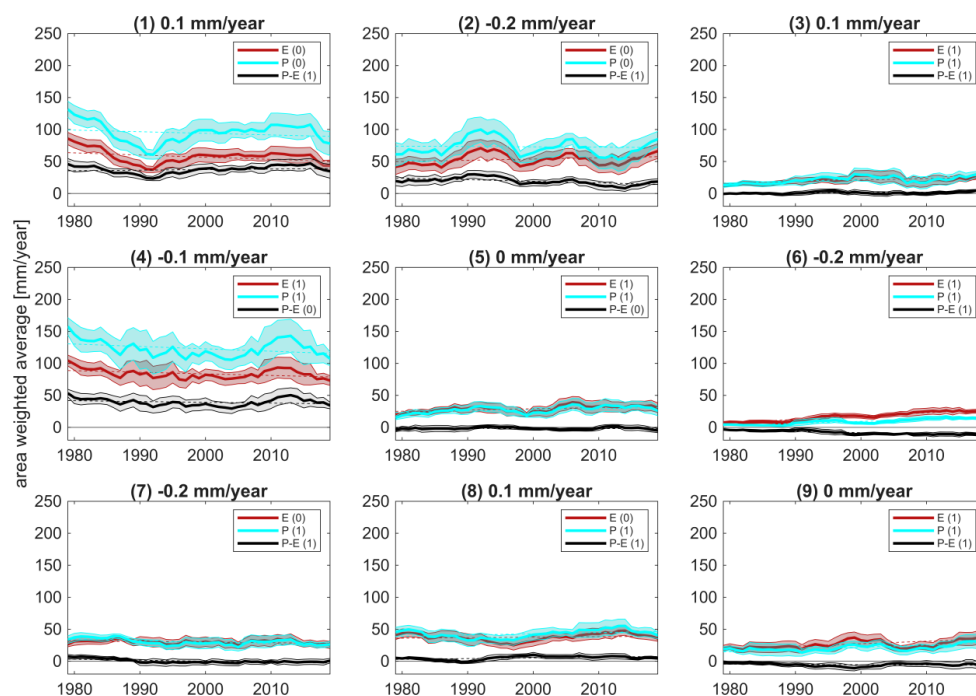 (1) 0.1 mm/year
(2) -0.2 mm/year
(3) 0.1 mm/year
250
200
150
100
50
0
E (0)
P (0)
P-E (1)
1980
1990
2000
2010
250
200
150
100
50
0
E (0)
P (0)
P-E (1)
1980
1990
2000
2010
250
200
150
100
50
0
E (1)
P (1)
P-E (1)
1980
1990
2000
2010
area weighted average [mm/year]
(4) -0.1 mm/year
(5) 0 mm/year
(6) -0.2 mm/year
250
200
150
100
50
0
E (1)
P (1)
P-E (0)
1980
1990
2000
2010
250
200
150
100
50
0
E (1)
P (1)
P-E (0)
1980
1990
2000
2010
250
200
150
100
50
0
E (1)
P (1)
P-E (1)
1980
1990
2000
2010
(7) -0.2 mm/year
(8) 0.1 mm/year
(9) 0 mm/year
250
200
150
100
50
0
E (0)
P (1)
P-E (1)
1980
1990
2000
2010
250
200
150
100
50
0
E (0)
P (1)
P-E (1)
1980
1990
2000
2010
250
200
150
100
50
0
E (1)
P (1)
P-E (1)
1980
1990
2000
2010